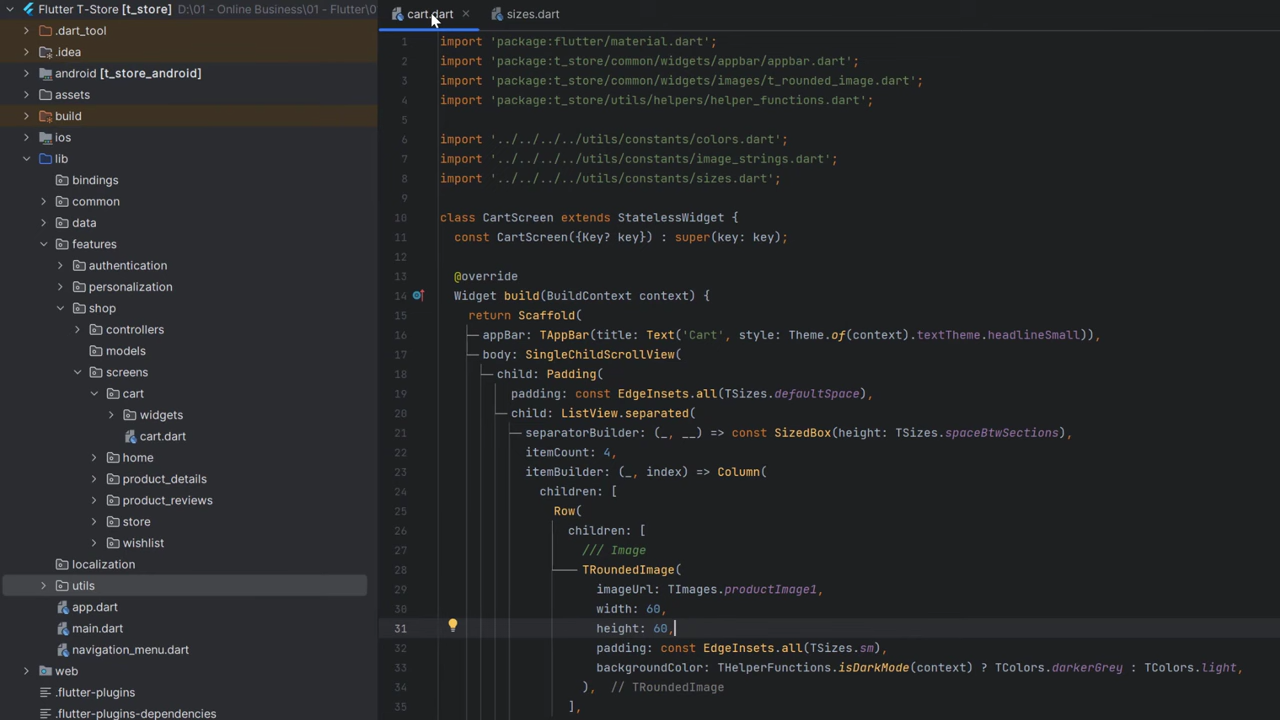 Flutter T-Store [t_store] D:\01 - Online Business\01 - Flutter\0
.dart_tool
.idea
android [t_store_android]
assets
build
ios
lib
bindings
common
data
features
authentication
personalization
shop
controllers
models
screens
cart
widgets
cart.dart
home
product_details
product_reviews
store
wishlist
localization
utils
app.dart
main.dart
navigation_menu.dart
web
.flutter-plugins
.flutter-plugins-dependencies
cart.dart
sizes.dart
1 import 'package:flutter/material.dart';
2 import 'package:t_store/common/widgets/appbar/appbar.dart';
3 import 'package:t_store/common/widgets/images/t_rounded_image.dart';
4 import 'package:t_store/utils/helpers/helper_functions.dart';
5
6 import '../../../../utils/constants/colors.dart';
7 import '../../../../utils/constants/image_strings.dart';
8 import '../../../../utils/constants/sizes.dart';
9
10 class CartScreen extends StatelessWidget {
11 const CartScreen({Key? key}) : super(key: key);
12
13 @override
14 Widget build(BuildContext context) {
15 return Scaffold(
16 appBar: TAppBar(title: Text('Cart', style: Theme.of(context).textTheme.headlineSmall)),
17 body: SingleChildScrollView(
18 child: Padding(
19 padding: const EdgeInsets.all(TSizes.defaultSpace),
20 child: ListView.separated(
21 separatorBuilder: (_, __) => const SizedBox(height: TSizes.spaceBtwSections),
22 itemCount: 4,
23 itemBuilder: (_, index) => Column(
24 children: [
25 Row(
26 children: [
27 /// Image
28 TRoundedImage(
29 imageUrl: TImages.productImage1,
30 width: 60,
31 height: 60,
32 padding: const EdgeInsets.all(TSizes.sm),
33 backgroundColor: THelperFunctions.isDarkMode(context) ? TColors.darkerGrey : TColors.light,
34 ), // TRoundedImage
35 ],